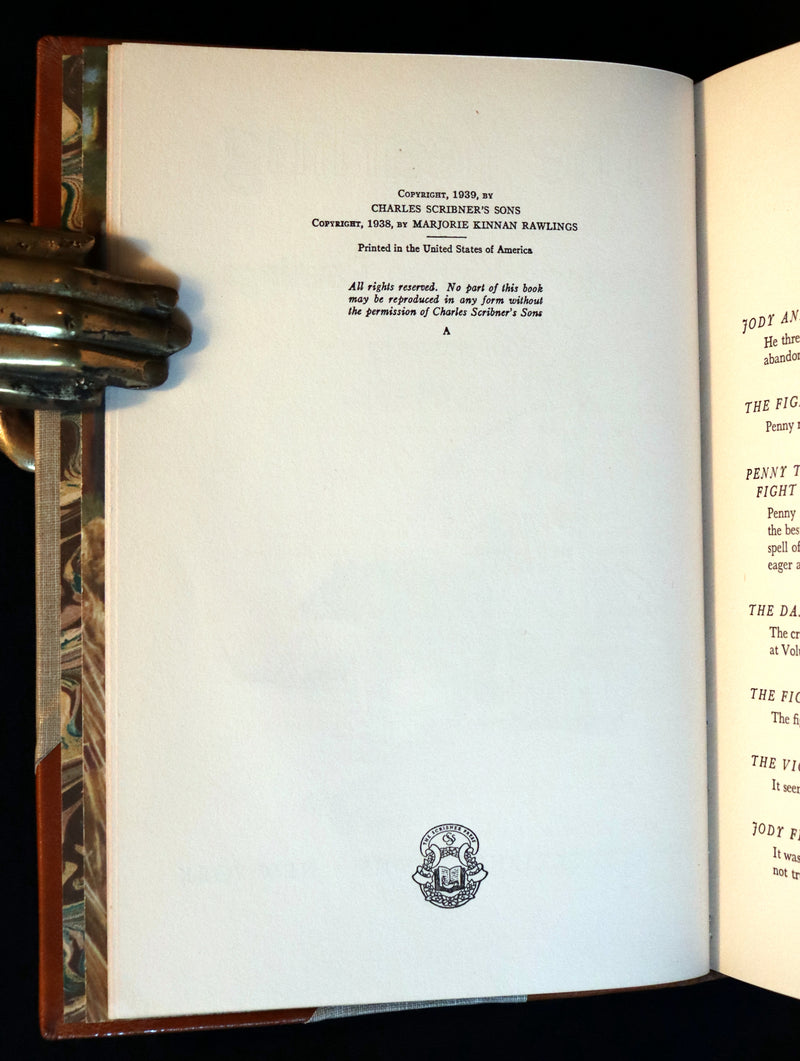 COPYRIGHT, 1939, BY
CHARLES SCRIBNER'S SONS
COPYRIGHT, 1938, BY MARJORIE KINNAN RAWLINGS
Printed in the United States of America
All rights reserved. No part of this book
may be reproduced in any form without
the permission of Charles Scribner's Sons
A
THE SCRIBNER PRESS
JODY AN
He thre
abandon
THE FIG
Penny
PENNY T
FIGHT
Penny
the bes
spell of
eager a
THE DA
The cr
at Volu
THE FIG
The fi
THE VIG
It seem
JODY F
It was
not tr